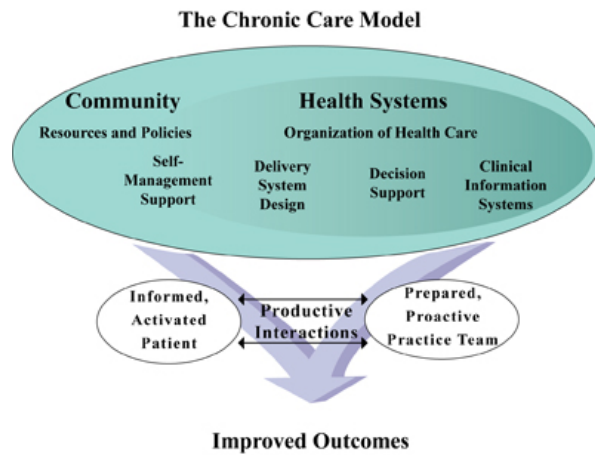 The Chronic Care Model
Community
Health Systems
Resources and Policies
Organization of Health Care
Self-
Management
Support
Delivery
System
Design
Decision
Support
Clinical
Information
Systems
Informed,
Activated
Patient
Productive
Interactions
Prepared,
Proactive
Practice Team
Improved Outcomes